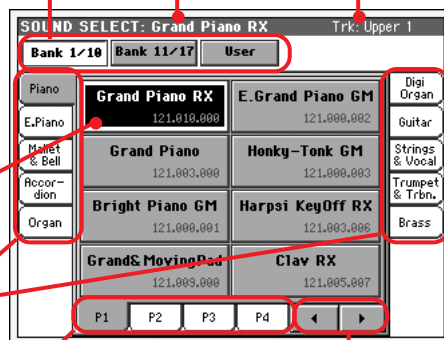 SOUND SELECT: Grand Piano RX Trk: Upper 1
Bank 1/10 Bank 11/17 User
Piano
E.Piano
Mallet
& Bell
Accor-
dion
Organ
Grand Piano RX
121.010.000
E.Grand Piano GM
121.000.002
Grand Piano
121.003.000
Honky-Tonk GM
121.000.003
Bright Piano GM
121.000.001
Harpsi KeyOff RX
121.003.006
Grand&MovingPad
121.009.000
Clav RX
121.005.007
Digi
Organ
Guitar
Strings
& Vocal
Trumpet
& Trbn.
Brass
P1 P2 P3 P4